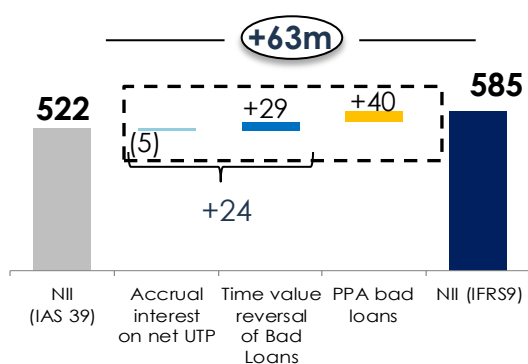 +63m
522
(5)
+29
+40
585
+24
NII
(IAS 39)
Accrual
interest
on net UTP
Time value
reversal
of Bad
Loans
PPA bad
loans
NII (IFRS9)